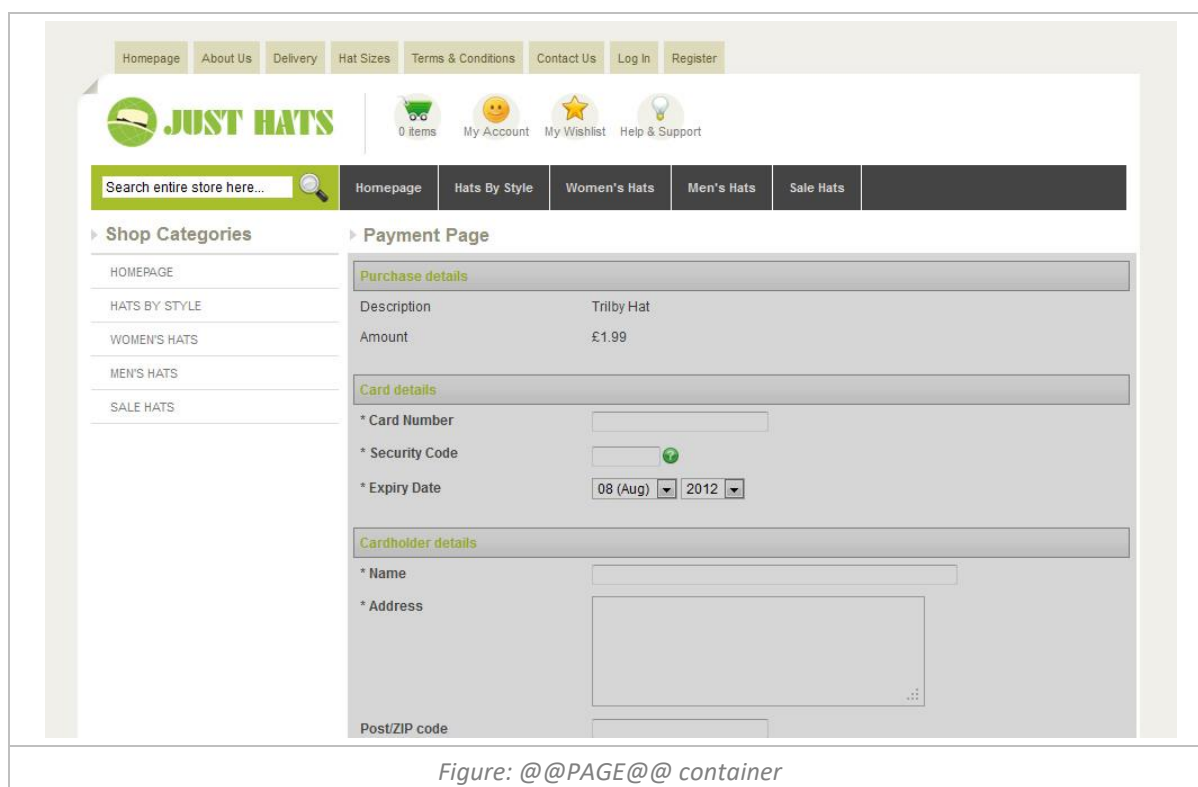 Homepage About Us Delivery Hat Sizes Terms & Conditions Contact Us Log In Register
JUST HATS
0 items My Account My Wishlist Help & Support
Search entire store here... Homepage Hats By Style Women's Hats Men's Hats Sale Hats
Shop Categories
HOMEPAGE
HATS BY STYLE
WOMEN'S HATS
MEN'S HATS
SALE HATS
Payment Page
Purchase details
Description Trilby Hat
Amount £1.99
Card details
* Card Number
* Security Code ?
* Expiry Date 08 (Aug) 2012
Cardholder details
* Name
* Address
Post/ZIP code
Figure: @@PAGE@@ container